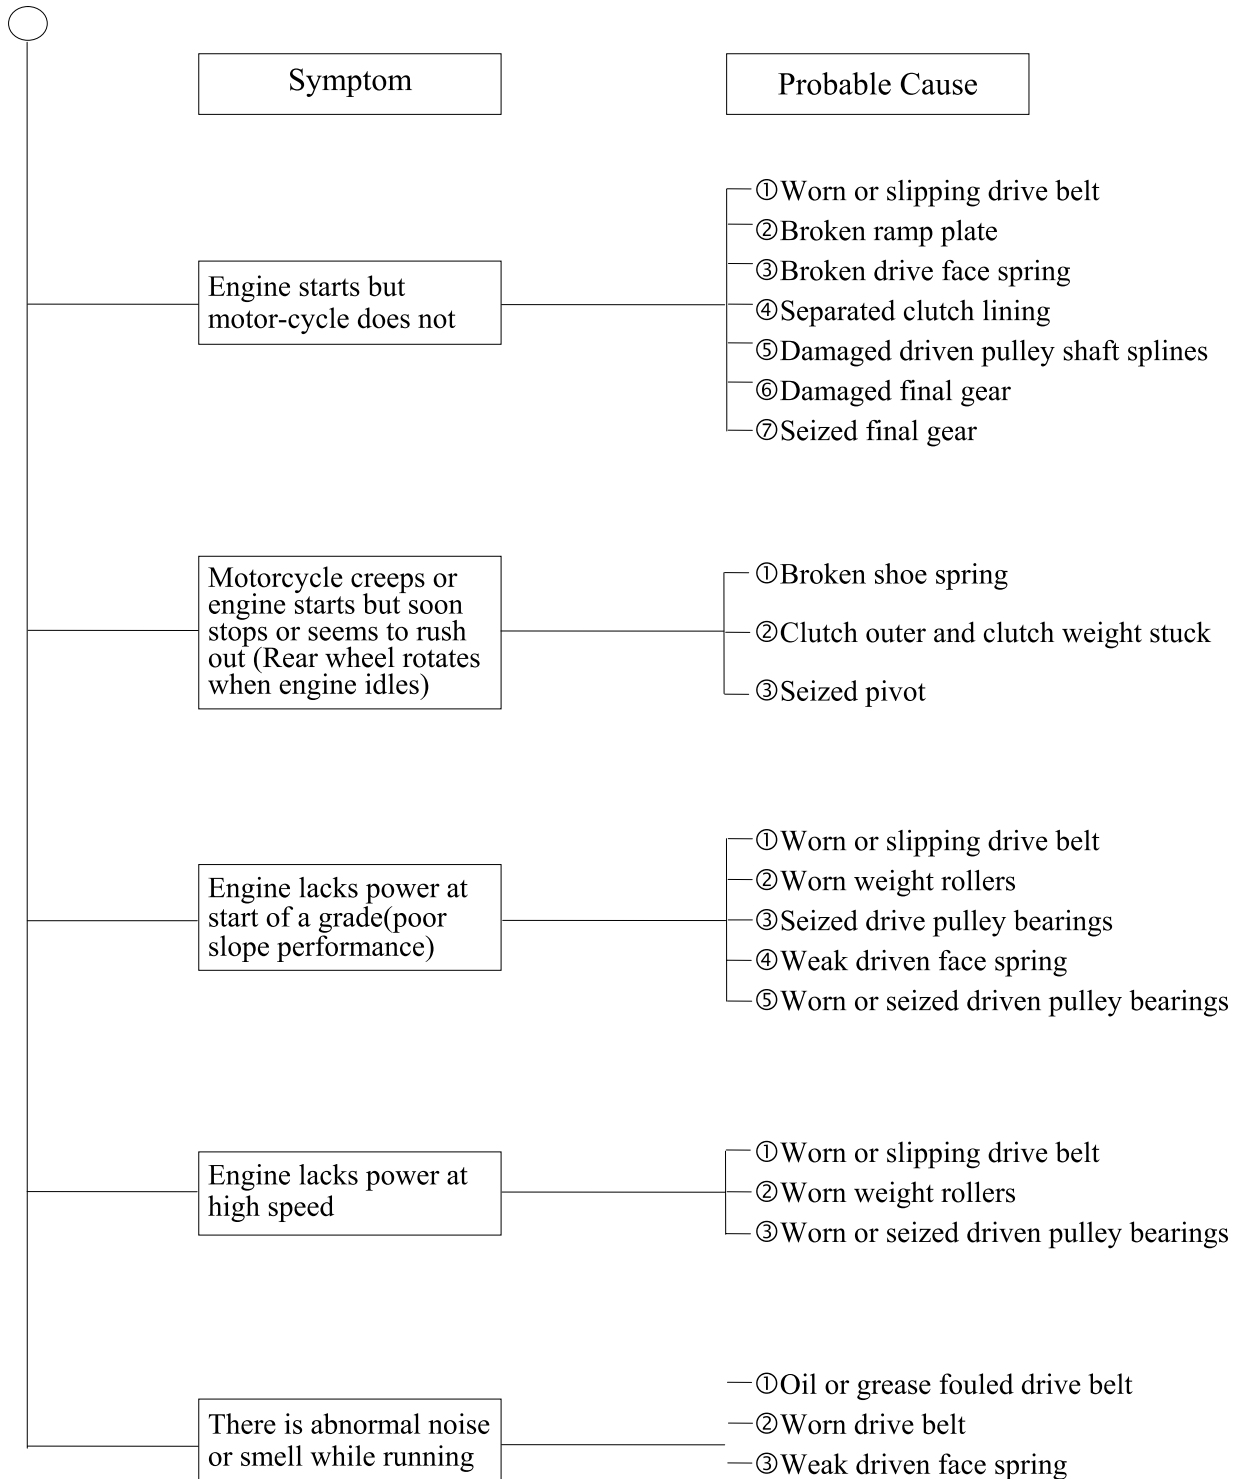 Symptom
Probable Cause
Engine starts but
motor-cycle does not
①Worn or slipping drive belt
②Broken ramp plate
③Broken drive face spring
④Separated clutch lining
⑤Damaged driven pulley shaft splines
⑥Damaged final gear
⑦Seized final gear
Motorcycle creeps or
engine starts but soon
stops or seems to rush
out (Rear wheel rotates
when engine idles)
①Broken shoe spring
②Clutch outer and clutch weight stuck
③Seized pivot
Engine lacks power at
start of a grade(poor
slope performance)
①Worn or slipping drive belt
②Worn weight rollers
③Seized drive pulley bearings
④Weak driven face spring
⑤Worn or seized driven pulley bearings
Engine lacks power at
high speed
①Worn or slipping drive belt
②Worn weight rollers
③Worn or seized driven pulley bearings
There is abnormal noise
or smell while running
①Oil or grease fouled drive belt
②Worn drive belt
③Weak driven face spring